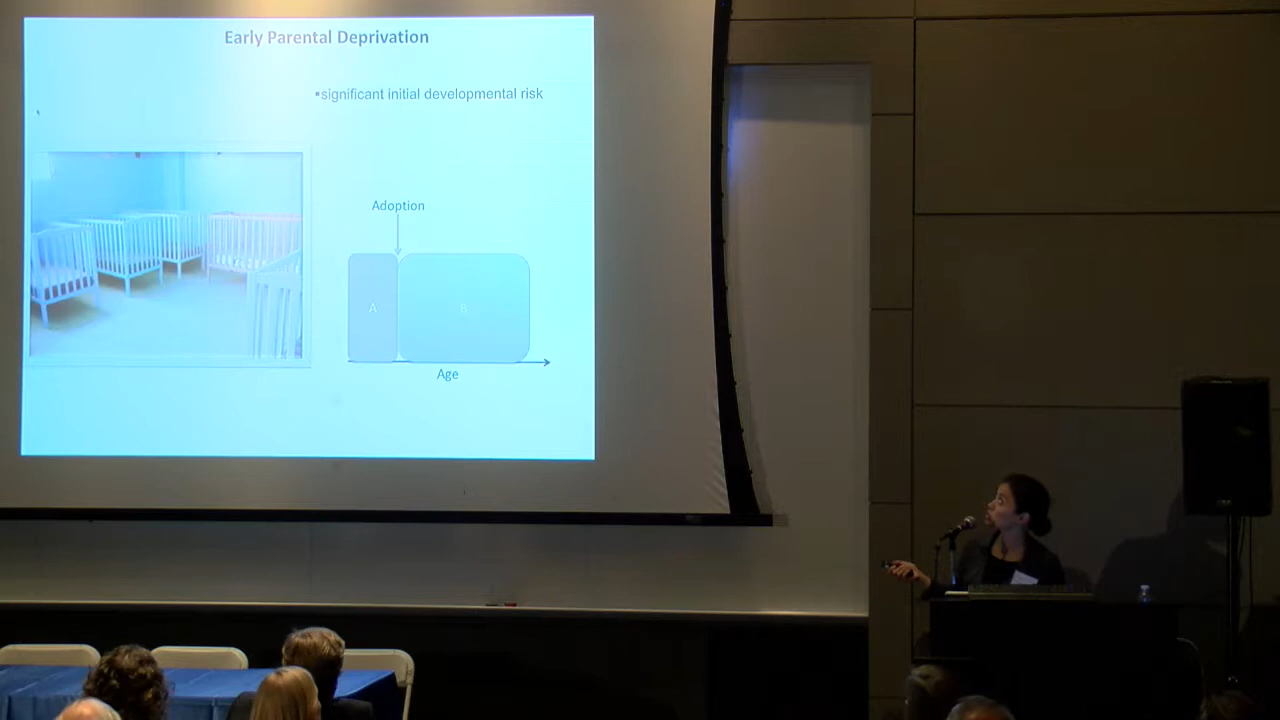 Early Parental Deprivation
▪significant initial developmental risk
Adoption
A
B
Age